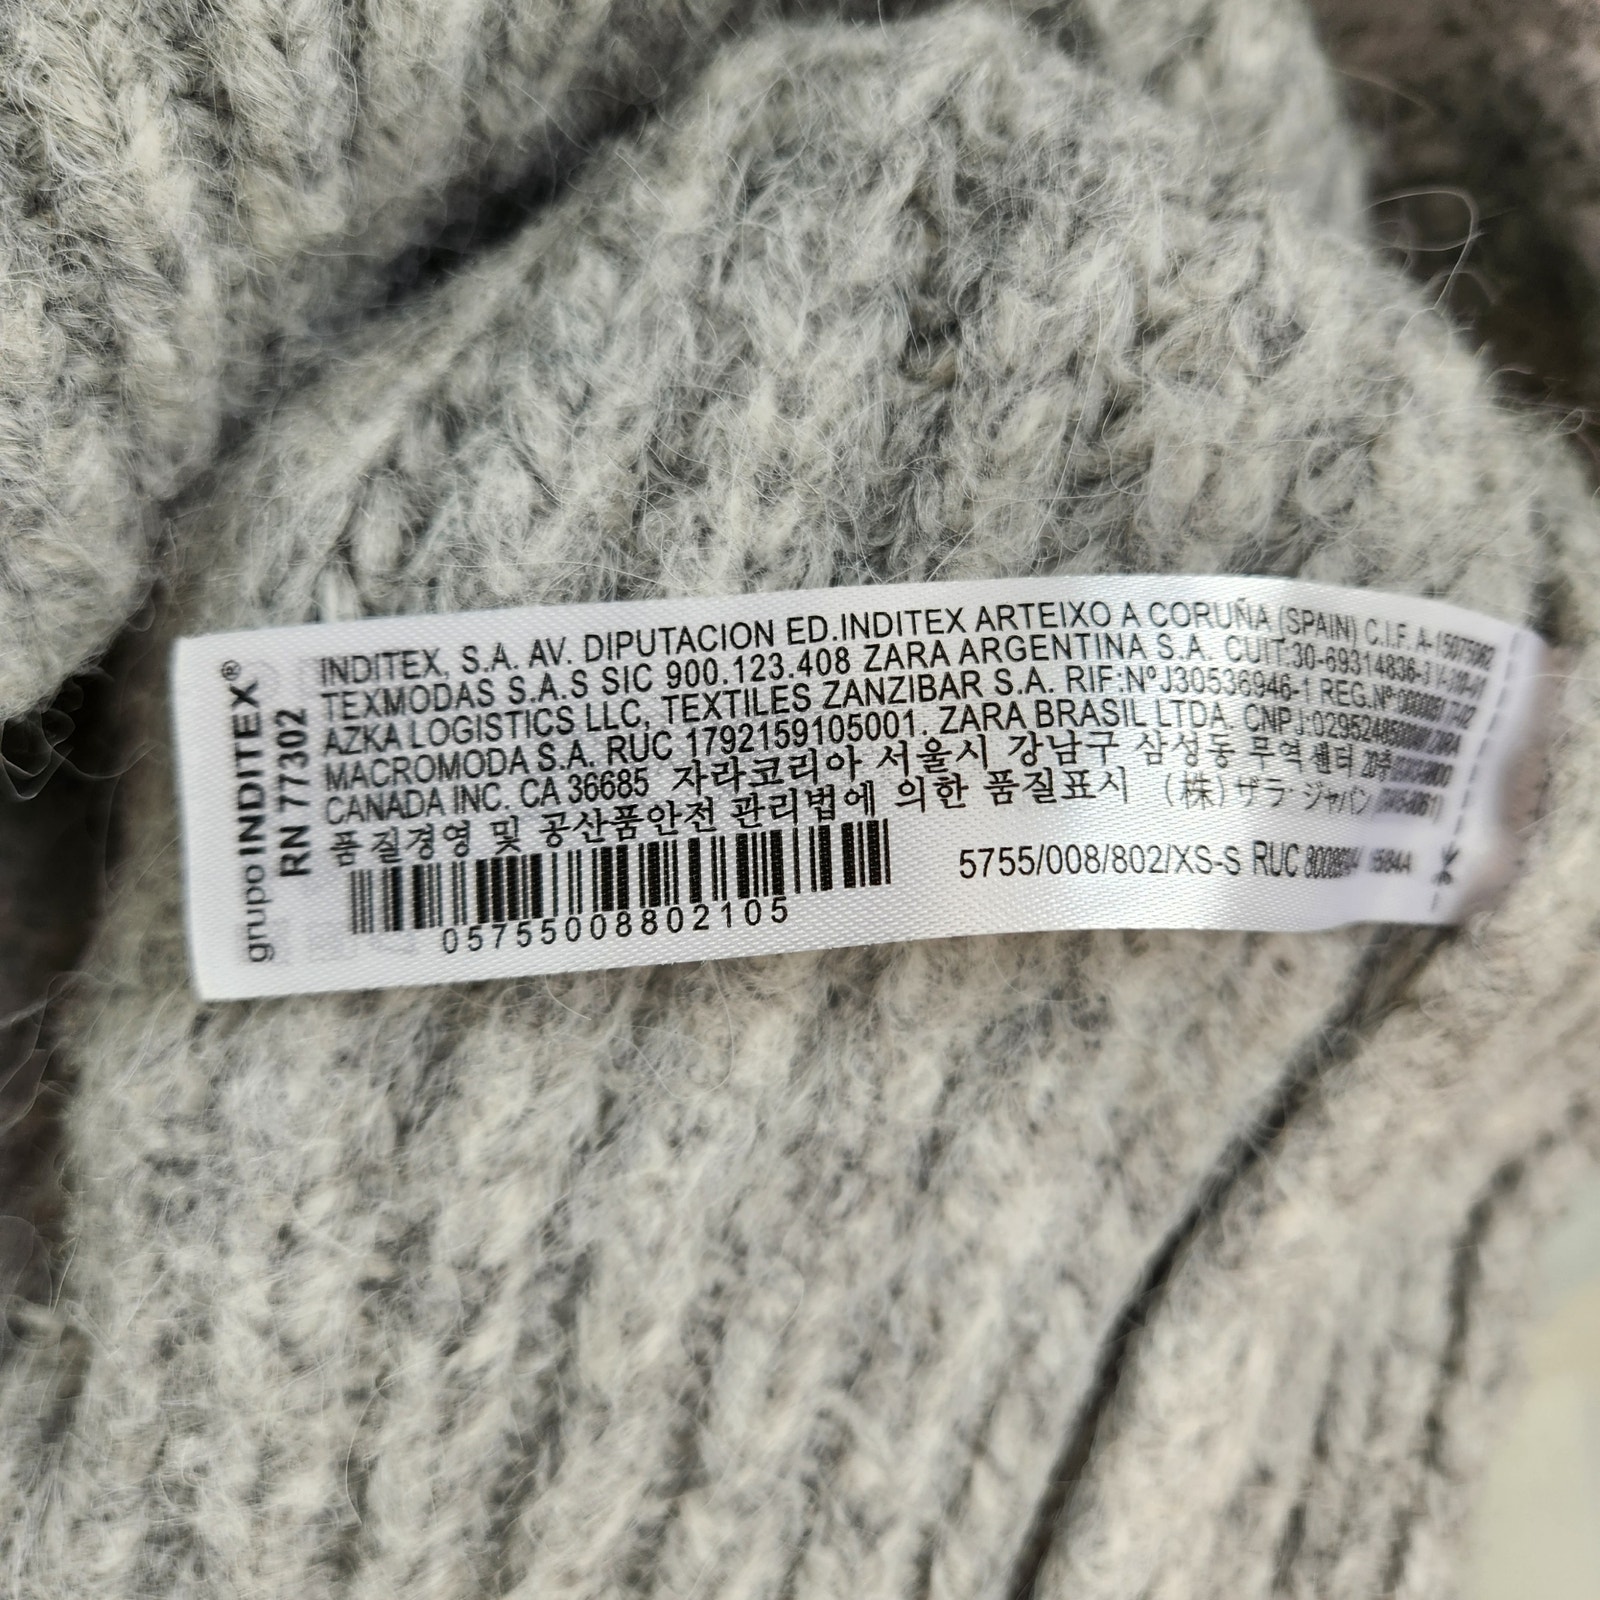 grupo INDITEX®
RN 77302
INDITEX, S.A. AV. DIPUTACION ED.INDITEX ARTEIXO A CORUÑA (SPAIN) C.I.F. A-15075062
TEXMODAS S.A.S SIC 900.123.408 ZARA ARGENTINA S.A. CUIT:30-69314836-3
AZKA LOGISTICS LLC, TEXTILES ZANZIBAR S.A. RIF:NºJ30536946-1 REG.Nº:
MACROMODA S.A. RUC 1792159105001. ZARA BRASIL LTDA. CNPJ:
CANADA INC. CA 36685 자라코리아 서울시 강남구 삼성동 무역센터
품질경영 및 공산품안전 관리법에 의한 품질표시 (株) ザラ・ジャパン
05755008802105
5755/008/802/XS-S RUC